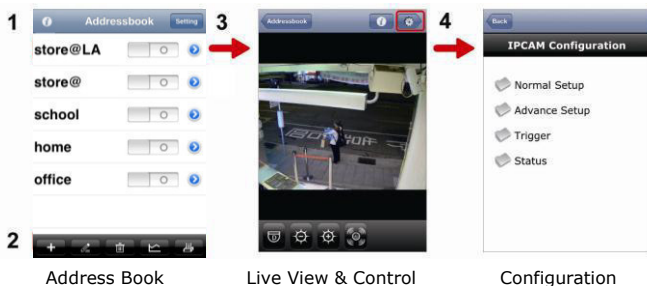 1
Addressbook
Setting
store@LA
store@
school
home
office
2
Address Book
3
Addressbook
Live View & Control
4
Back
IPCAM Configuration
Normal Setup
Advance Setup
Trigger
Status
Configuration